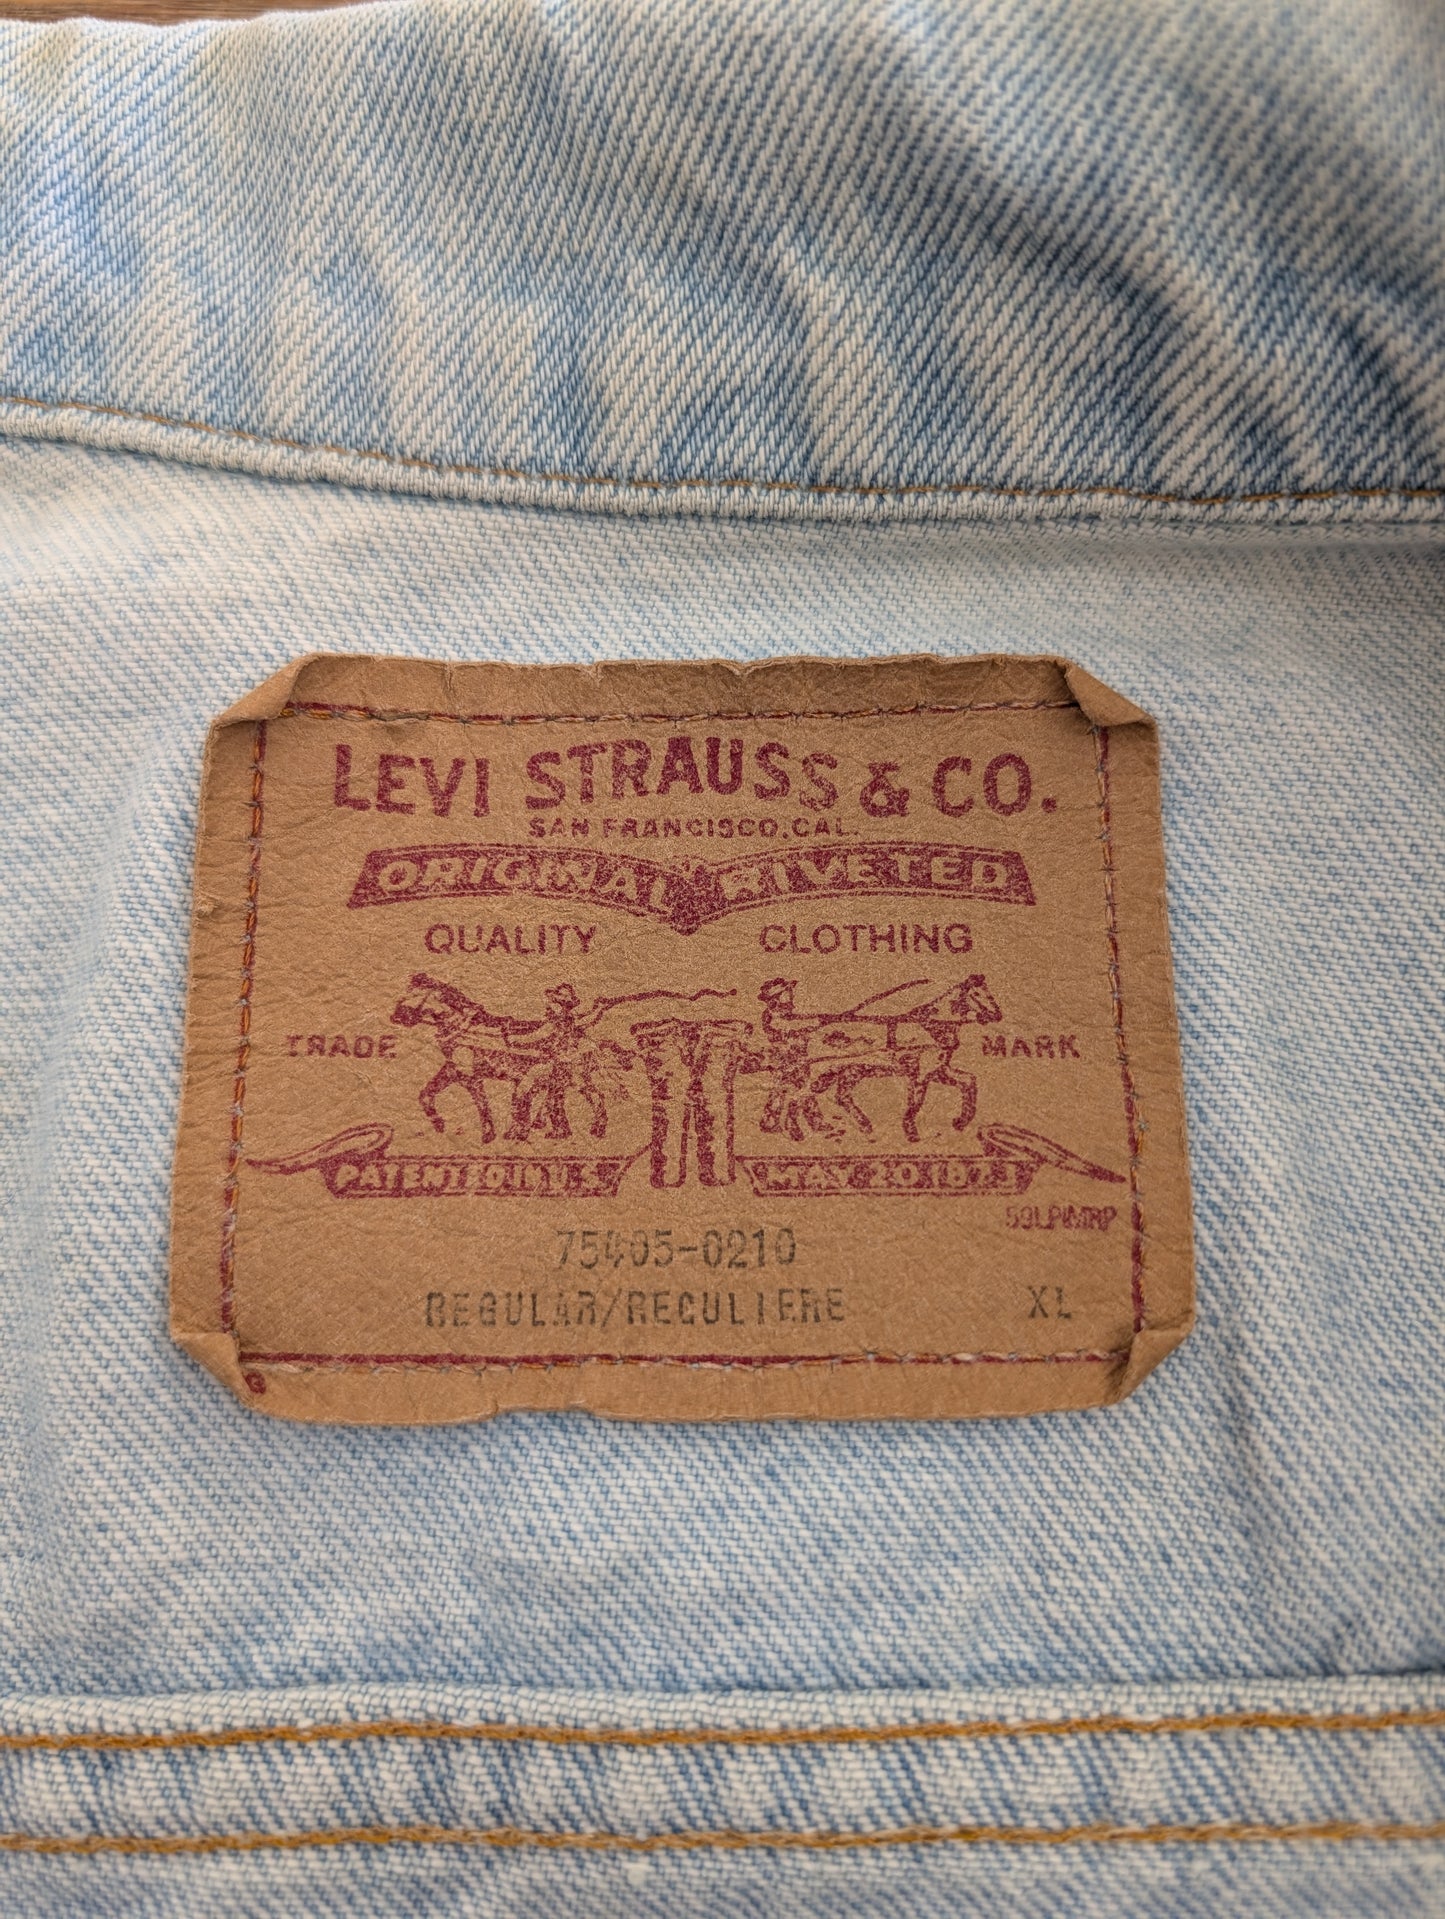 LEVI STRAUSS & CO.
SAN FRANCISCO, CAL.
ORIGINAL RIVETED
QUALITY CLOTHING
TRADE MARK
PATENTED IN U.S. MAY 20 1873
75405-0210
REGULAR/REGULIERE XL